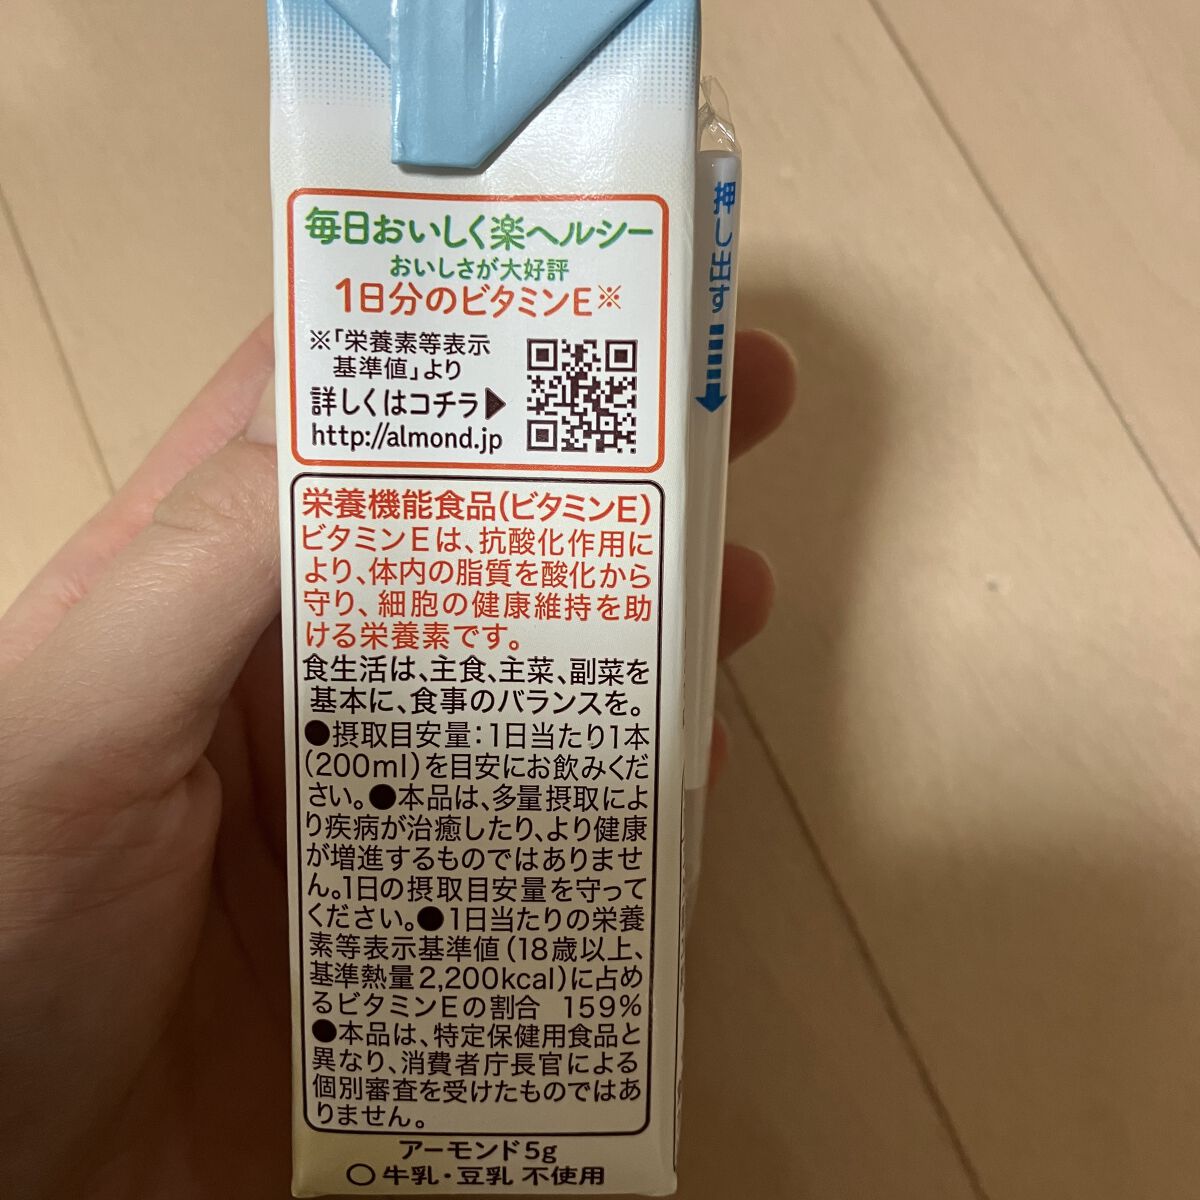 毎日おいしく楽ヘルシー
おいしさが大好評
1日分のビタミンE※
※「栄養素等表示
基準値」より
詳しくはコチラ▶
http://almond.jp
栄養機能食品(ビタミンE)
ビタミンEは、抗酸化作用に
より、体内の脂質を酸化から
守り、細胞の健康維持を助
ける栄養素です。
食生活は、主食、主菜、副菜を
基本に、食事のバランスを。
●摂取目安量:1日当たり1本
(200ml)を目安にお飲みくだ
さい。●本品は、多量摂取によ
り疾病が治癒したり、より健康
が増進するものではありませ
ん。1日の摂取目安量を守って
ください。●1日当たりの栄養
素等表示基準値(18歳以上、
基準熱量2,200kcal)に占め
るビタミンEの割合 159%
●本品は、特定保健用食品と
異なり、消費者庁長官による
個別審査を受けたものではあ
りません。
アーモンド5g
○牛乳・豆乳 不使用
押し出す